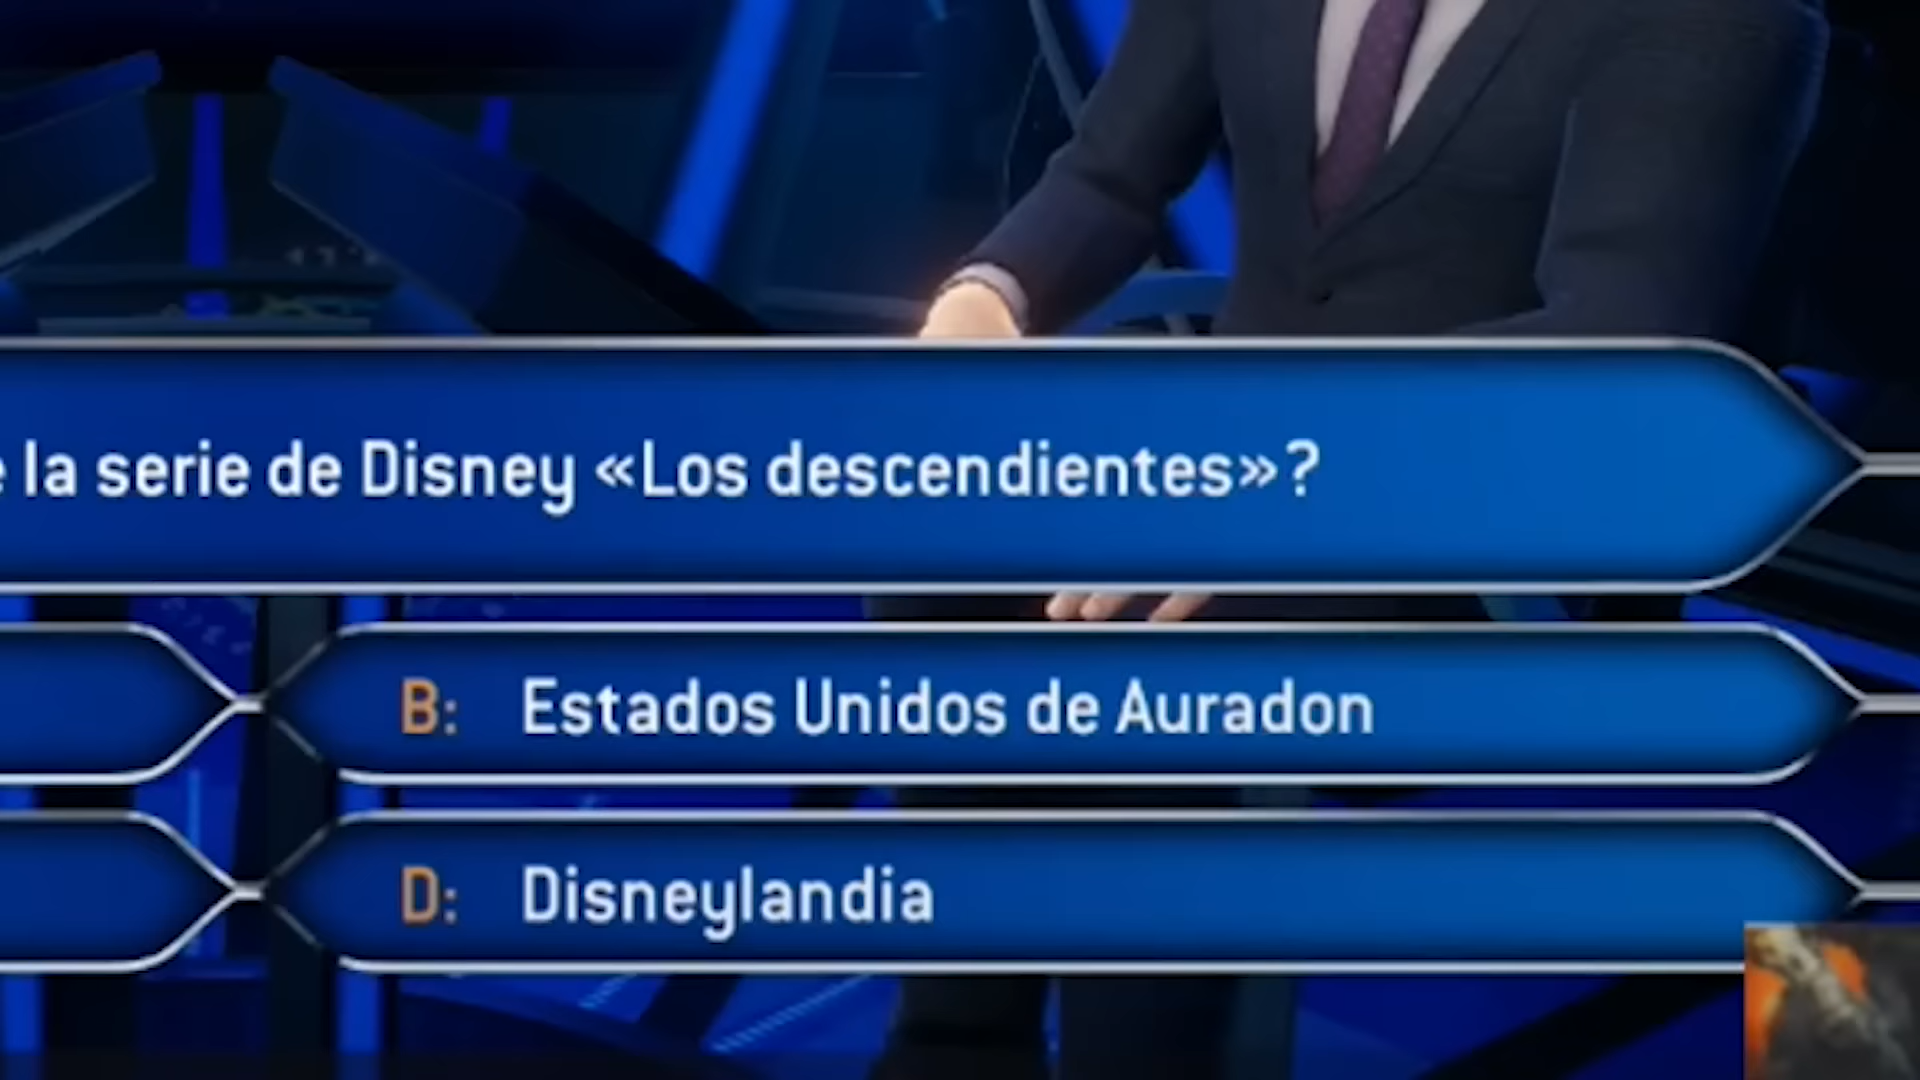 la serie de Disney «Los descendientes»?
B: Estados Unidos de Auradon
D: Disneylandia